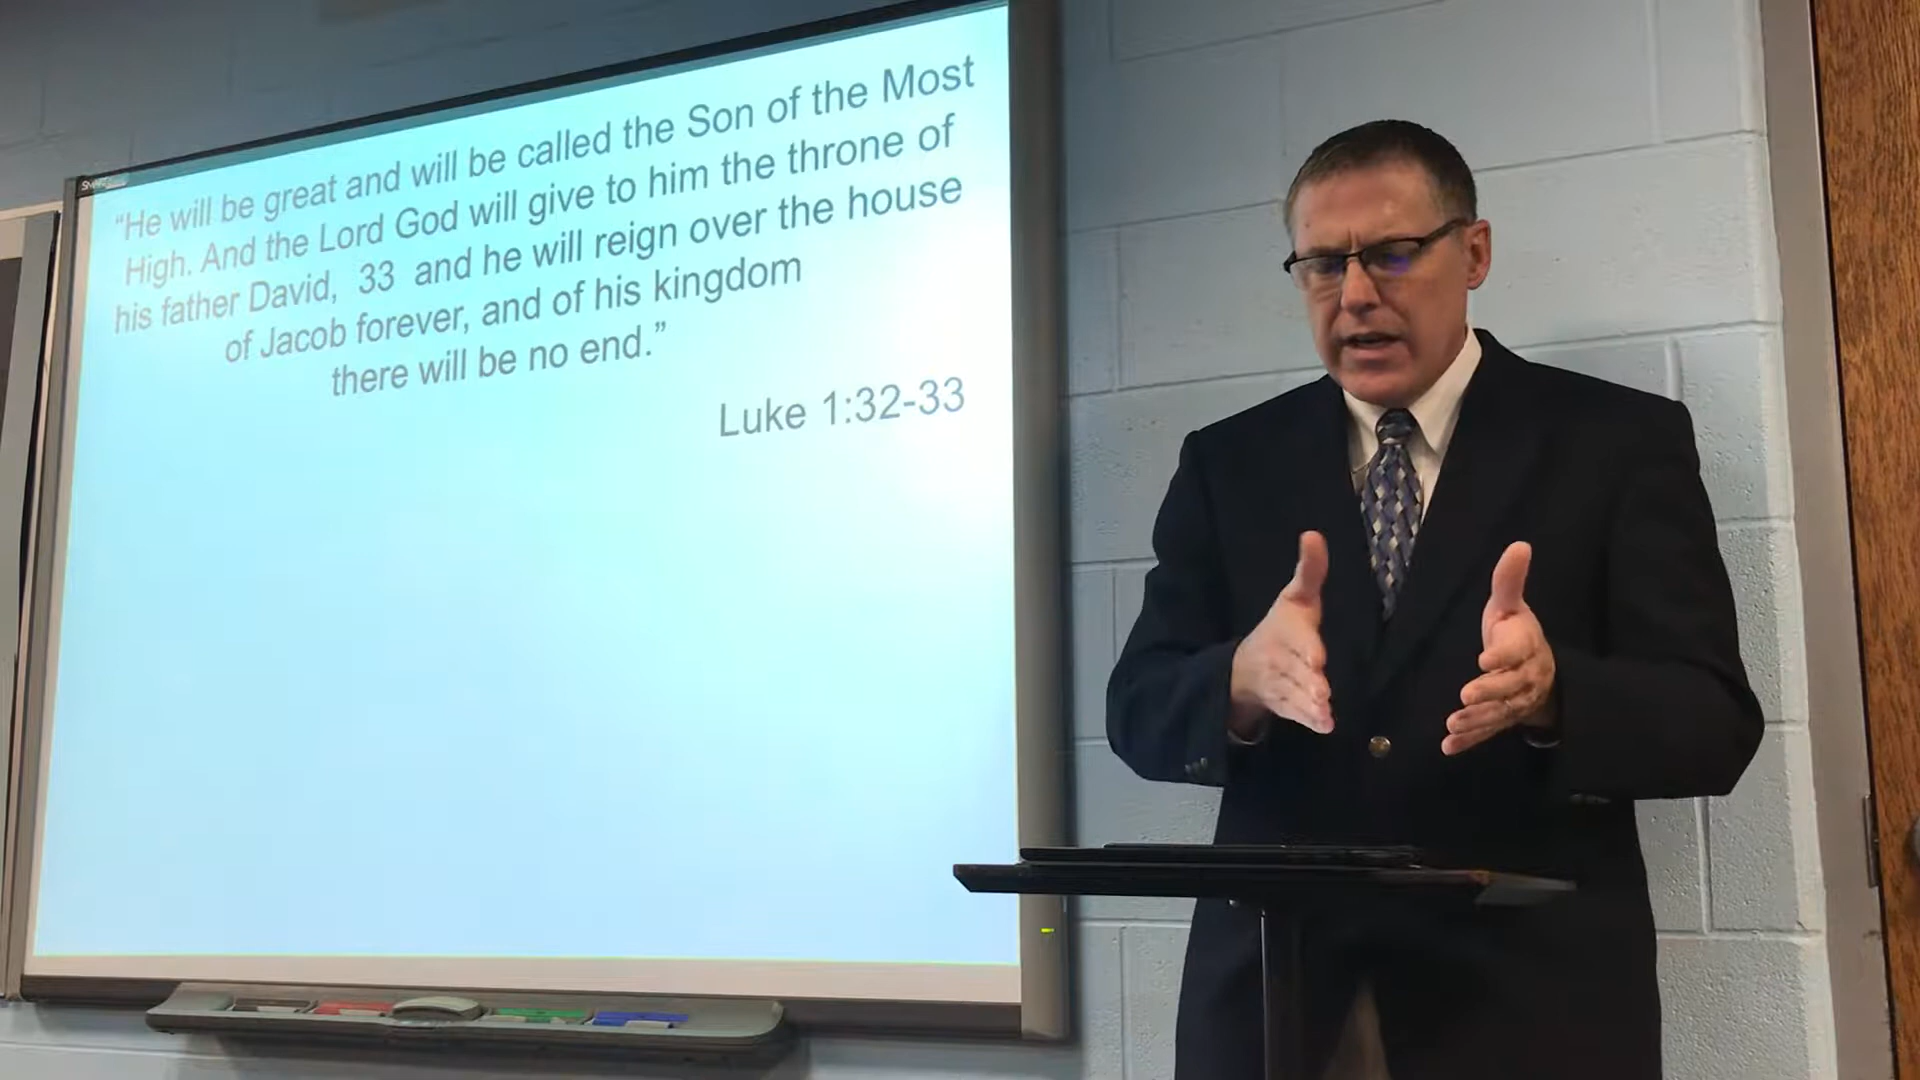 SMART
“He will be great and will be called the Son of the Most
High. And the Lord God will give to him the throne of
his father David,  33  and he will reign over the house
of Jacob forever, and of his kingdom
there will be no end.”
Luke 1:32-33